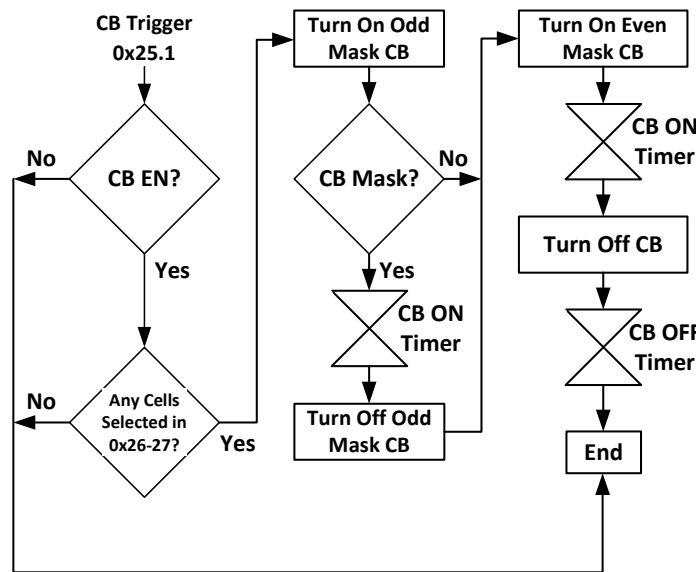 CB Trigger
0x25.1
No
CB EN?
Yes
No
Any Cells
Selected in
0x26-27?
Yes
Turn On Odd
Mask CB
CB Mask?
No
Yes
CB ON
Timer
Turn Off Odd
Mask CB
Turn On Even
Mask CB
CB ON
Timer
Turn Off CB
CB OFF
Timer
End